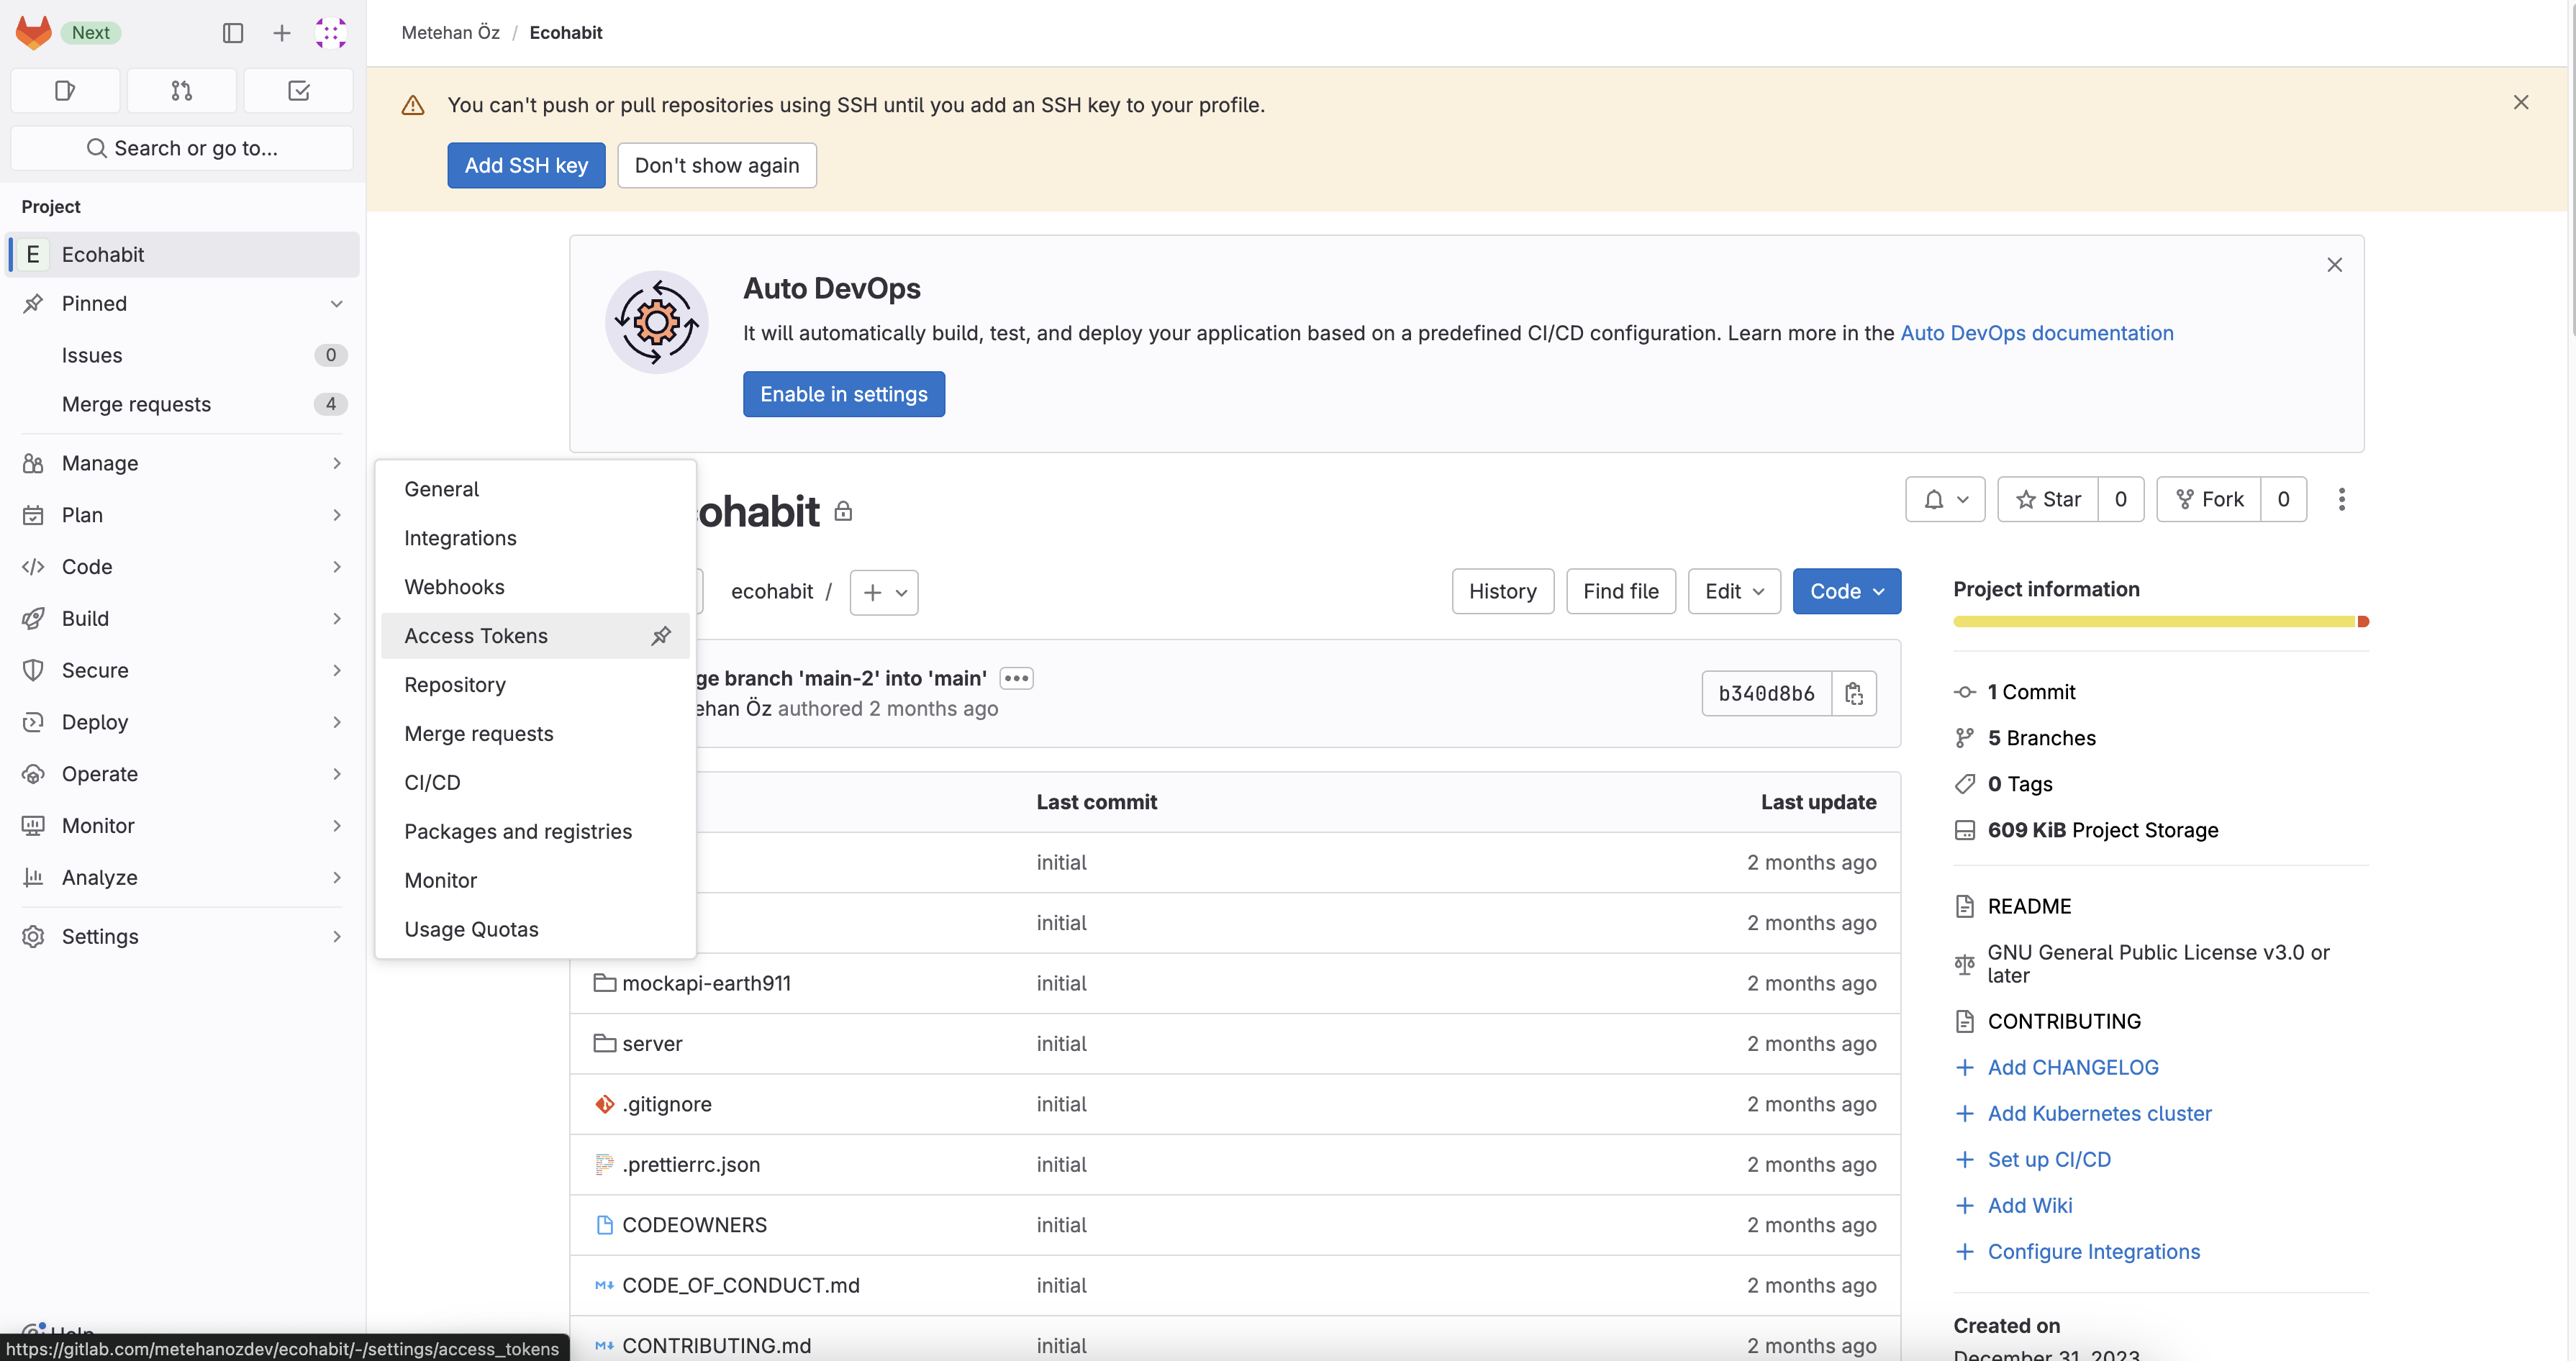 Next
Search or go to...
Project
E Ecohabit
Pinned
Issues 0
Merge requests 4
Manage
Plan
Code
Build
Secure
Deploy
Operate
Monitor
Analyze
Settings
Help
https://gitlab.com/metehanozdev/ecohabit/-/settings/access_tokens
General
Integrations
Webhooks
Access Tokens
Repository
Merge requests
CI/CD
Packages and registries
Monitor
Usage Quotas
Metehan Öz / Ecohabit
You can't push or pull repositories using SSH until you add an SSH key to your profile.
Add SSH key Don't show again
Auto DevOps
It will automatically build, test, and deploy your application based on a predefined CI/CD configuration. Learn more in the Auto DevOps documentation
Enable in settings
cohabit
Star 0 Fork 0
ecohabit / + History Find file Edit Code
ge branch 'main-2' into 'main' •••
ehan Öz authored 2 months ago
b340d8b6
Last commit Last update
initial 2 months ago
initial 2 months ago
mockapi-earth911 initial 2 months ago
server initial 2 months ago
.gitignore initial 2 months ago
.prettierrc.json initial 2 months ago
CODEOWNERS initial 2 months ago
M↓ CODE_OF_CONDUCT.md initial 2 months ago
M↓ CONTRIBUTING.md initial 2 months ago
Project information
1 Commit
5 Branches
0 Tags
609 KiB Project Storage
README
GNU General Public License v3.0 or
later
CONTRIBUTING
+ Add CHANGELOG
+ Add Kubernetes cluster
+ Set up CI/CD
+ Add Wiki
+ Configure Integrations
Created on
December 31, 2023